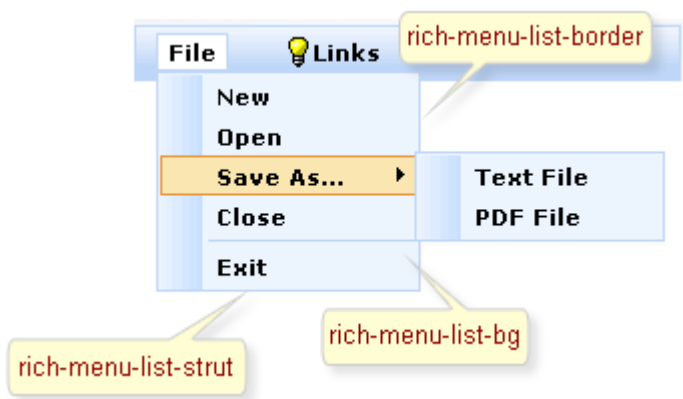 File Links rich-menu-list-border
New
Open
Save As... Text File
Close PDF File
Exit
rich-menu-list-bg
rich-menu-list-strut